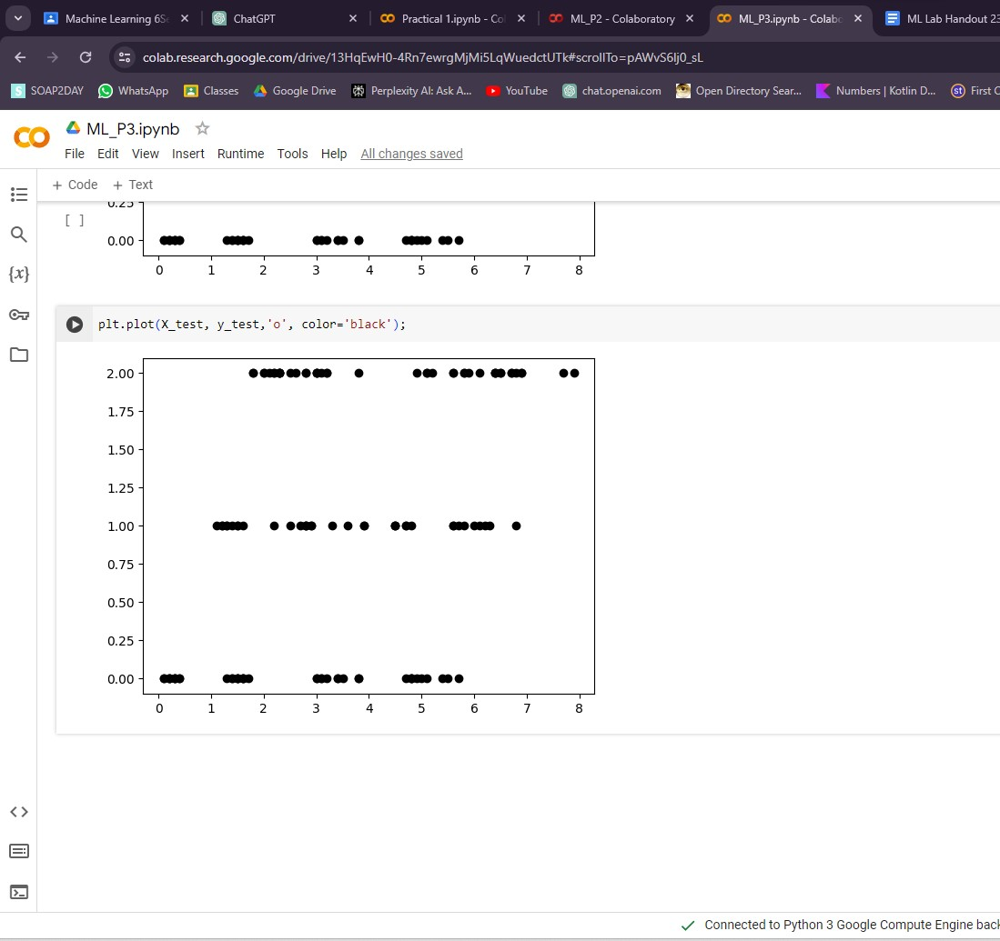 Machine Learning 6Se
ChatGPT
Practical 1.ipynb - Co
ML_P2 - Colaboratory
ML_P3.ipynb - Colabo
ML Lab Handout 23
colab.research.google.com/drive/13HqEwH0-4Rn7ewrgMjMi5LqWuedctUTk#scrollTo=pAWvS6lj0_sL
SOAP2DAY
WhatsApp
Classes
Google Drive
Perplexity AI: Ask A...
YouTube
chat.openai.com
Open Directory Sear...
Numbers | Kotlin D...
st
First C
CO
ML_P3.ipynb
File Edit View Insert Runtime Tools Help All changes saved
+ Code + Text
[ ]
0.25
0.00
0 1 2 3 4 5 6 7 8
{x}
plt.plot(X_test, y_test,'o', color='black');
2.00
1.75
1.50
1.25
1.00
0.75
0.50
0.25
0.00
0 1 2 3 4 5 6 7 8
Connected to Python 3 Google Compute Engine back